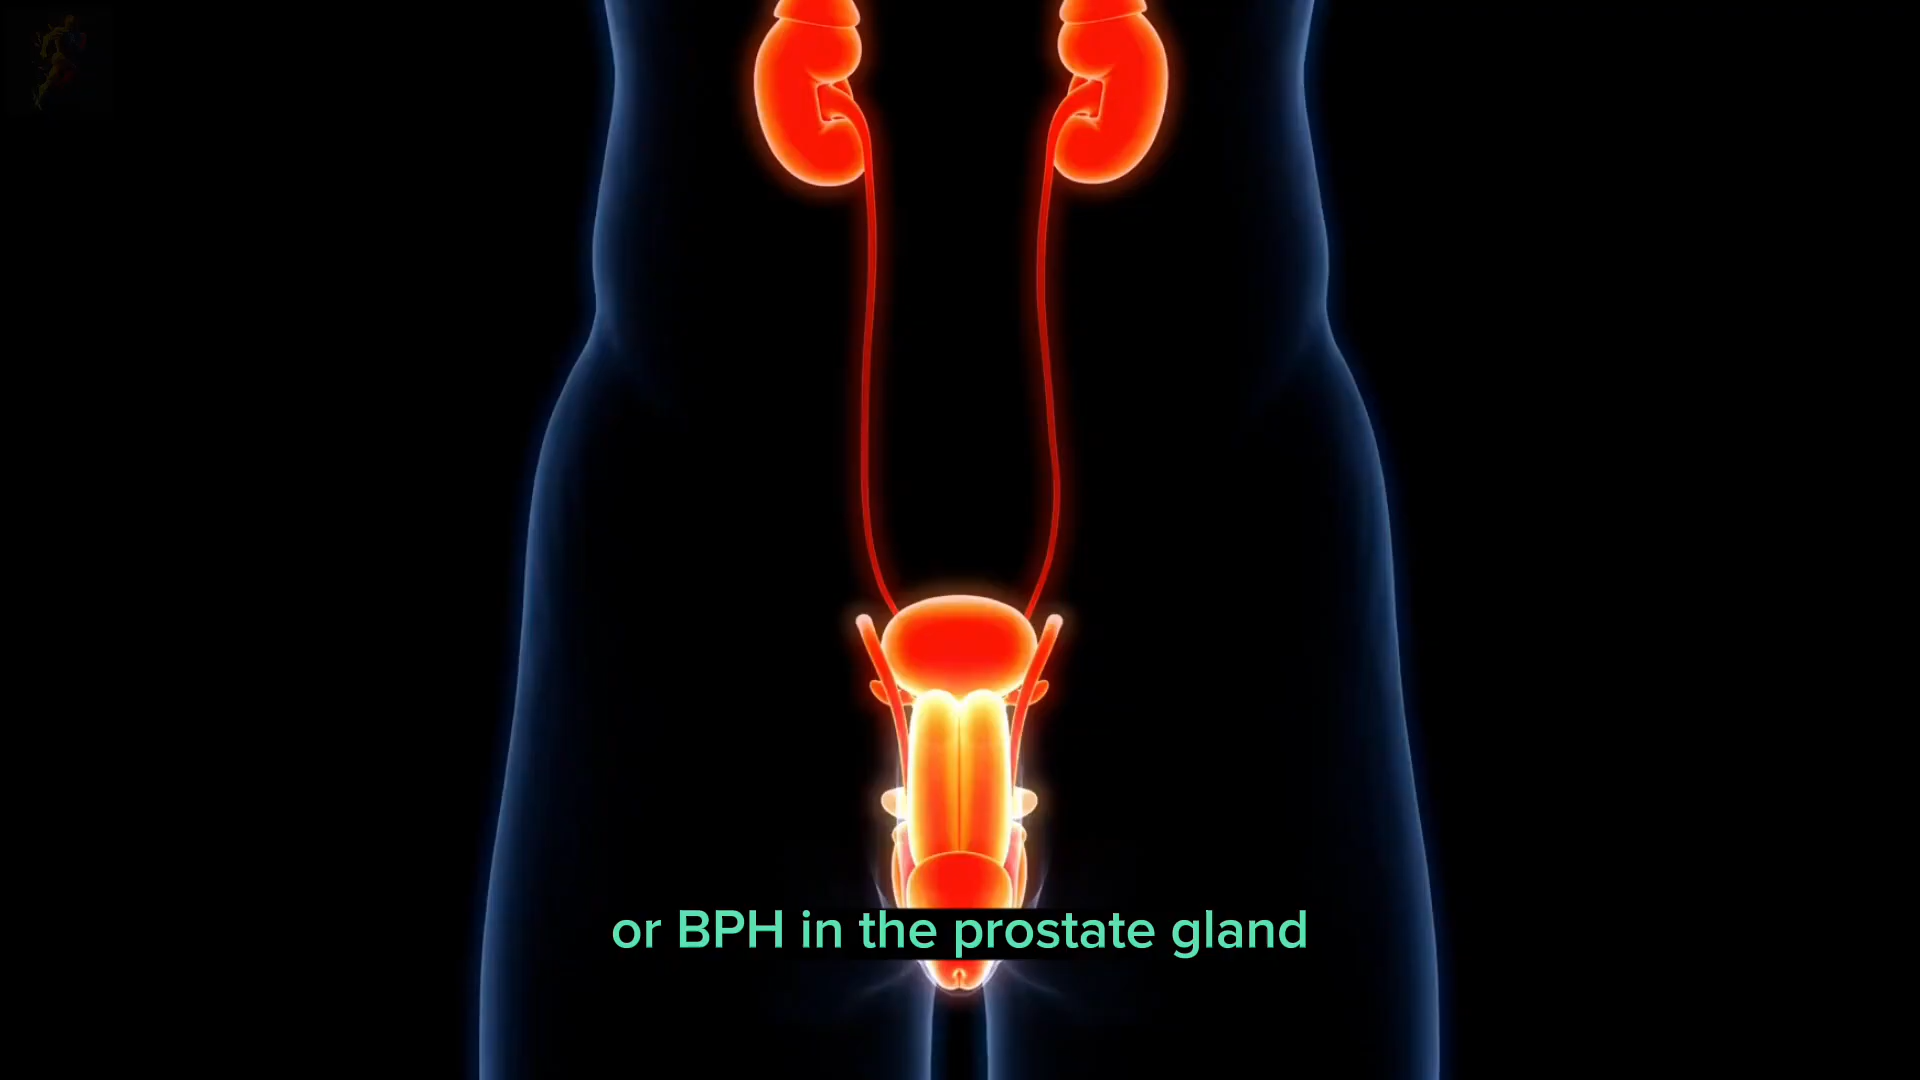 or BPH in the prostate gland